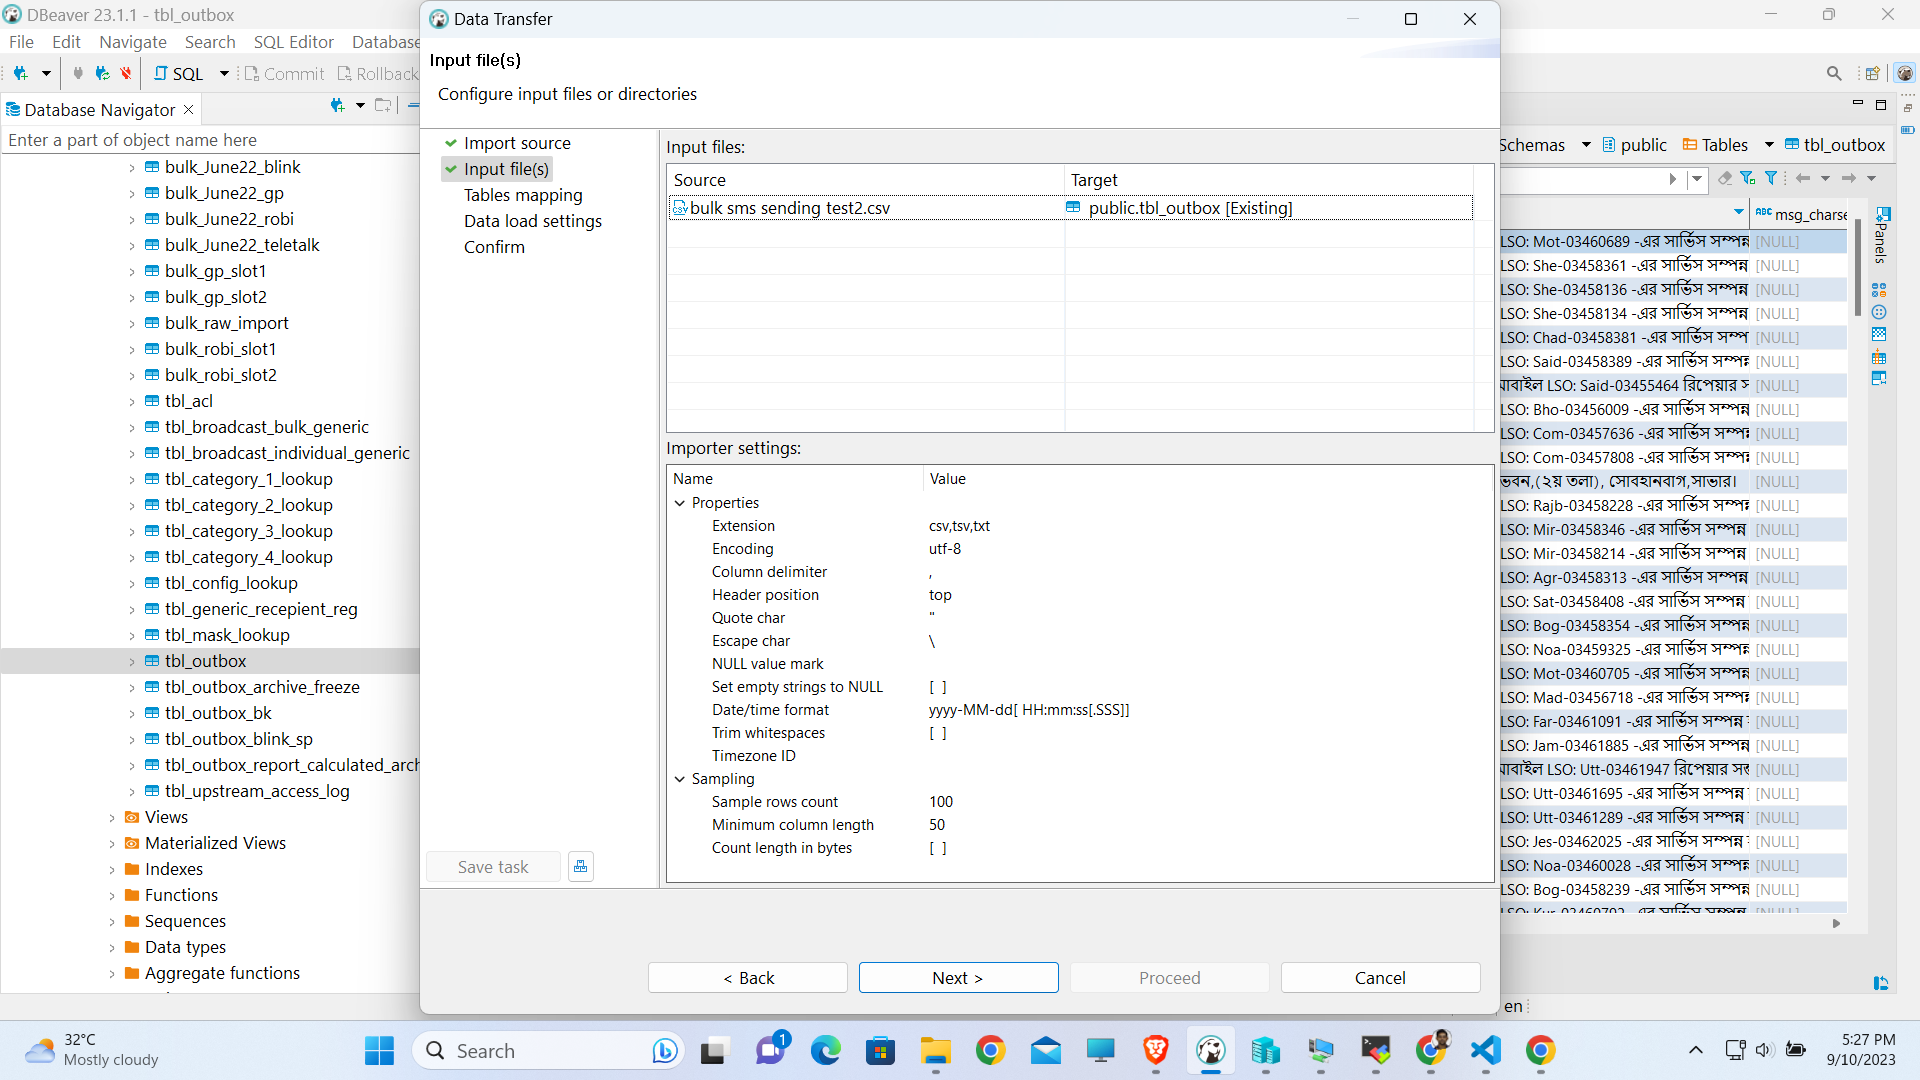 DBeaver 23.1.1 - tbl_outbox
File Edit Navigate Search SQL Editor Database
SQL Commit Rollback
Database Navigator
Enter a part of object name here
bulk_June22_blink
bulk_June22_gp
bulk_June22_robi
bulk_June22_teletalk
bulk_gp_slot1
bulk_gp_slot2
bulk_raw_import
bulk_robi_slot1
bulk_robi_slot2
tbl_acl
tbl_broadcast_bulk_generic
tbl_broadcast_individual_generic
tbl_category_1_lookup
tbl_category_2_lookup
tbl_category_3_lookup
tbl_category_4_lookup
tbl_config_lookup
tbl_generic_recepient_reg
tbl_mask_lookup
tbl_outbox
tbl_outbox_archive_freeze
tbl_outbox_bk
tbl_outbox_blink_sp
tbl_outbox_report_calculated_arch
tbl_upstream_access_log
Views
Materialized Views
Indexes
Functions
Sequences
Data types
Aggregate functions
Data Transfer
Input file(s)
Configure input files or directories
Import source
Input file(s)
Tables mapping
Data load settings
Confirm
Save task
Input files:
Source Target
bulk sms sending test2.csv public.tbl_outbox [Existing]
Importer settings:
Name Value
Properties
Extension csv,tsv,txt
Encoding utf-8
Column delimiter ,
Header position top
Quote char "
Escape char \
NULL value mark
Set empty strings to NULL [ ]
Date/time format yyyy-MM-dd[ HH:mm:ss[.SSS]]
Trim whitespaces [ ]
Timezone ID
Sampling
Sample rows count 100
Minimum column length 50
Count length in bytes [ ]
< Back Next > Proceed Cancel
Schemas public Tables tbl_outbox
ABC msg_charse
LSO: Mot-03460689 -এর সার্ভিস সম্পন্ন [NULL]
LSO: She-03458361 -এর সার্ভিস সম্পন্ন [NULL]
LSO: She-03458136 -এর সার্ভিস সম্পন্ন [NULL]
LSO: She-03458134 -এর সার্ভিস সম্পন্ন [NULL]
LSO: Chad-03458381 -এর সার্ভিস সম্প [NULL]
LSO: Said-03458389 -এর সার্ভিস সম্পন্ন [NULL]
মোবাইল LSO: Said-03455464 রিপেয়ার স [NULL]
LSO: Bho-03456009 -এর সার্ভিস সম্পন্ন [NULL]
LSO: Com-03457636 -এর সার্ভিস সম্পন্ন [NULL]
LSO: Com-03457808 -এর সার্ভিস সম্পন্ন [NULL]
ভবন,(২য় তলা), সোবহানবাগ,সাভার। [NULL]
LSO: Rajb-03458228 -এর সার্ভিস সম্পন্ন [NULL]
LSO: Mir-03458346 -এর সার্ভিস সম্পন্ন [NULL]
LSO: Mir-03458214 -এর সার্ভিস সম্পন্ন [NULL]
LSO: Agr-03458313 -এর সার্ভিস সম্পন্ন [NULL]
LSO: Sat-03458408 -এর সার্ভিস সম্পন্ন [NULL]
LSO: Bog-03458354 -এর সার্ভিস সম্পন্ন [NULL]
LSO: Noa-03459325 -এর সার্ভিস সম্পন্ন [NULL]
LSO: Mot-03460705 -এর সার্ভিস সম্পন্ন [NULL]
LSO: Mad-03456718 -এর সার্ভিস সম্পন্ন [NULL]
LSO: Far-03461091 -এর সার্ভিস সম্পন্ন [NULL]
LSO: Jam-03461885 -এর সার্ভিস সম্পন্ন [NULL]
মোবাইল LSO: Utt-03461947 রিপেয়ার সম্ভ [NULL]
LSO: Utt-03461695 -এর সার্ভিস সম্পন্ন [NULL]
LSO: Utt-03461289 -এর সার্ভিস সম্পন্ন [NULL]
LSO: Jes-03462025 -এর সার্ভিস সম্পন্ন [NULL]
LSO: Noa-03460028 -এর সার্ভিস সম্পন্ন [NULL]
LSO: Bog-03458239 -এর সার্ভিস সম্পন্ন [NULL]
LSO: Kur-03460792 -এর সার্ভিস সম্পন্ন [NULL]
Panels
en
32°C
Mostly cloudy
Search
1
5:27 PM
9/10/2023